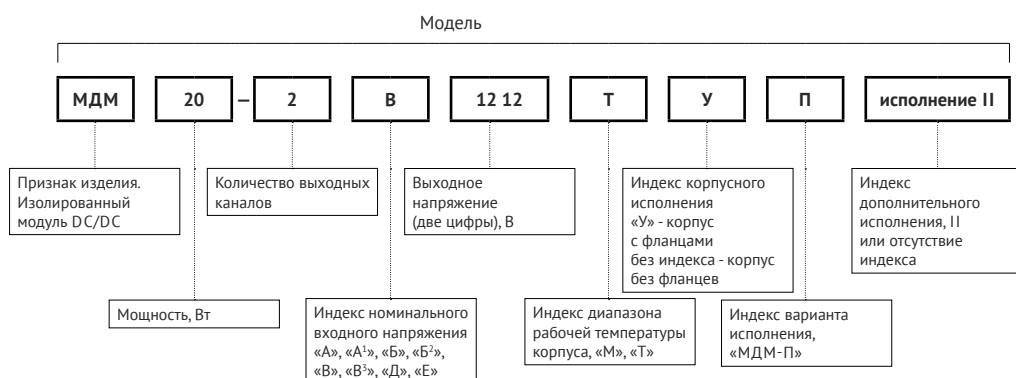 Модель
МДМ 20 – 2 В 12 12 Т У П исполнение II
Признак изделия.
Изолированный
модуль DC/DC
Количество выходных
каналов
Выходное
напряжение
(две цифры), В
Индекс корпусного
исполнения
«У» - корпус
с фланцами
без индекса - корпус
без фланцев
Индекс
дополнительного
исполнения, II
или отсутствие
индекса
Мощность, Вт
Индекс номинального
входного напряжения
«А», «А¹», «Б», «Б²»,
«В», «В³», «Д», «Е»
Индекс диапазона
рабочей температуры
корпуса, «М», «Т»
Индекс варианта
исполнения,
«МДМ-П»